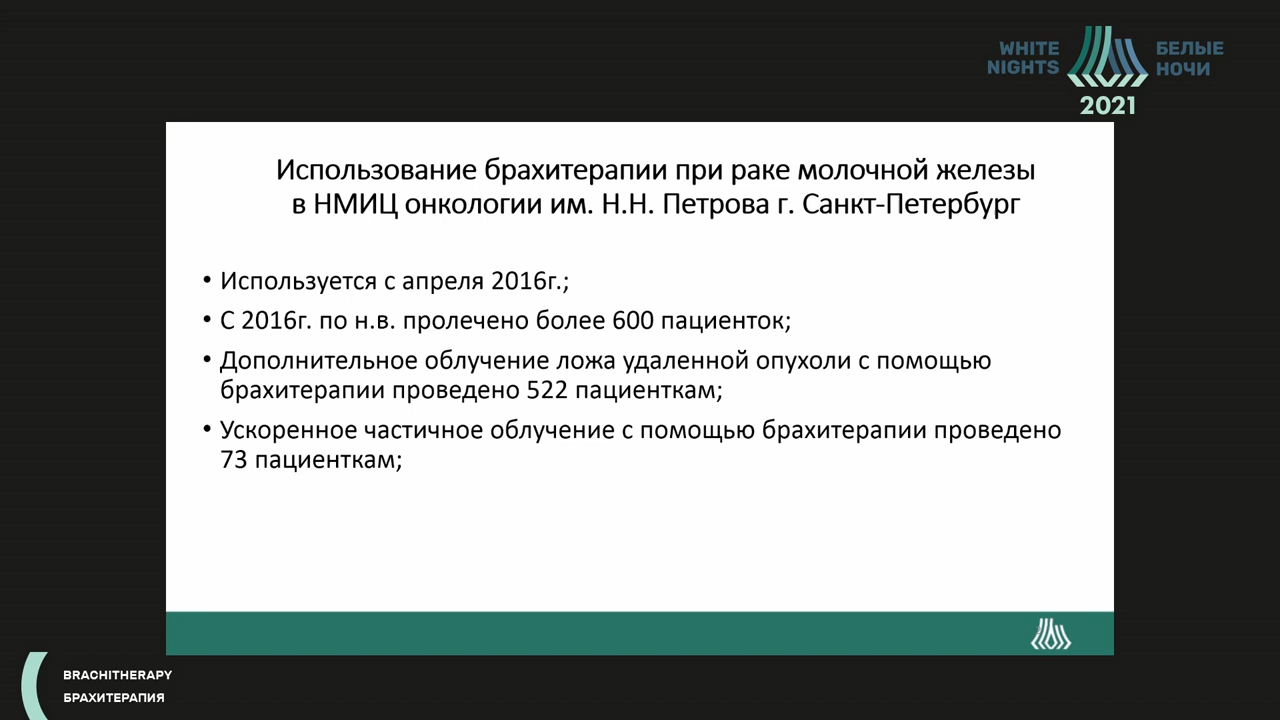 WHITE NIGHTS
БЕЛЫЕ НОЧИ
2021
Использование брахитерапии при раке молочной железы
в НМИЦ онкологии им. Н.Н. Петрова г. Санкт-Петербург
• Используется с апреля 2016г.;
• С 2016г. по н.в. пролечено более 600 пациенток;
• Дополнительное облучение ложа удаленной опухоли с помощью
брахитерапии проведено 522 пациенткам;
• Ускоренное частичное облучение с помощью брахитерапии проведено
73 пациенткам;
BRACHITHERAPY
БРАХИТЕРАПИЯ